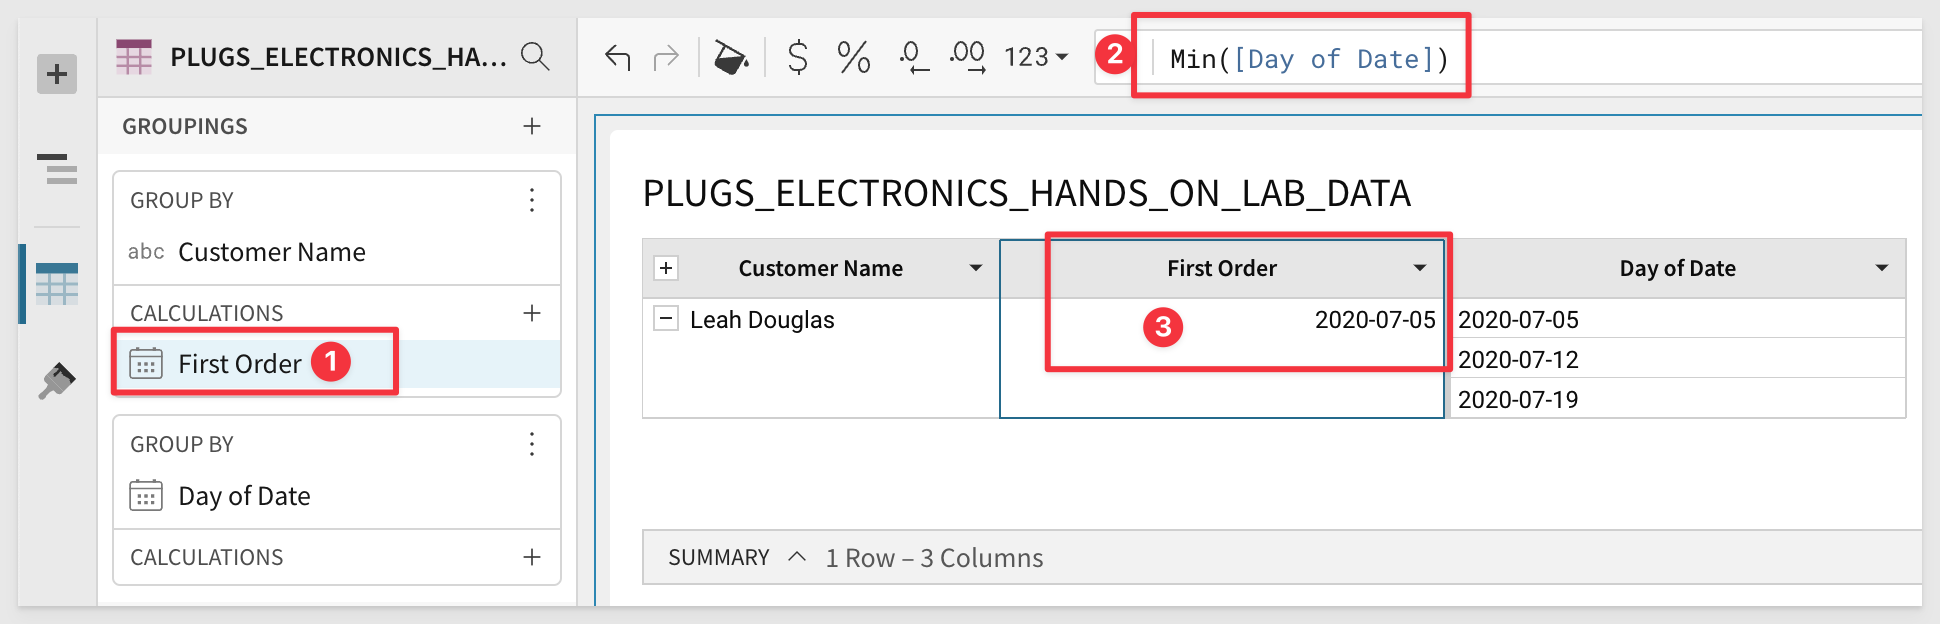 PLUGS_ELECTRONICS_HA...
123
2
Min([Day of Date])
GROUPINGS
GROUP BY
abc Customer Name
CALCULATIONS
First Order 1
GROUP BY
Day of Date
CALCULATIONS
PLUGS_ELECTRONICS_HANDS_ON_LAB_DATA
Customer Name First Order Day of Date
Leah Douglas 3 2020-07-05 2020-07-05
2020-07-12
2020-07-19
SUMMARY 1 Row – 3 Columns